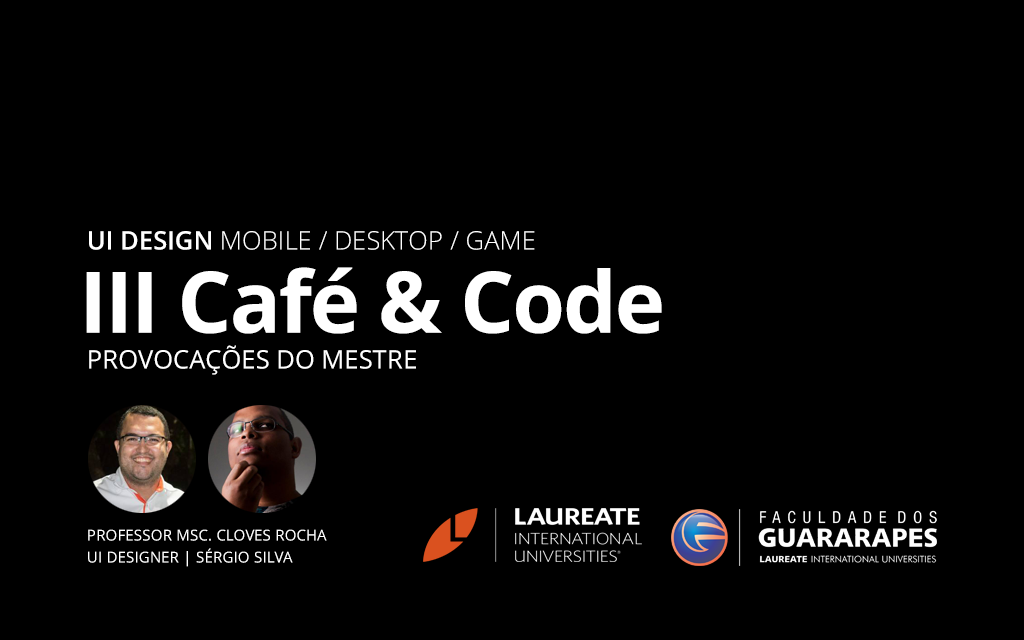 UI DESIGN MOBILE / DESKTOP / GAME
III Café & Code
PROVOCAÇÕES DO MESTRE
PROFESSOR MSC. CLOVES ROCHA
UI DESIGNER | SÉRGIO SILVA
LAUREATE
INTERNATIONAL
UNIVERSITIES®
FACULDADE DOS
GUARARAPES
LAUREATE INTERNATIONAL UNIVERSITIES